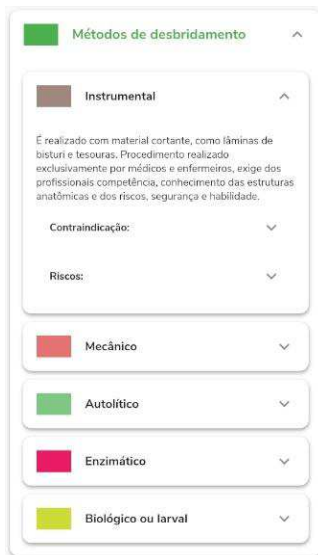 Métodos de desbridamento
Instrumental
É realizado com material cortante, como lâminas de
bisturi e tesouras. Procedimento realizado
exclusivamente por médicos e enfermeiros, exige dos
profissionais competência, conhecimento das estruturas
anatômicas e dos riscos, segurança e habilidade.
Contraindicação:
Riscos:
Mecânico
Autolítico
Enzimático
Biológico ou larval